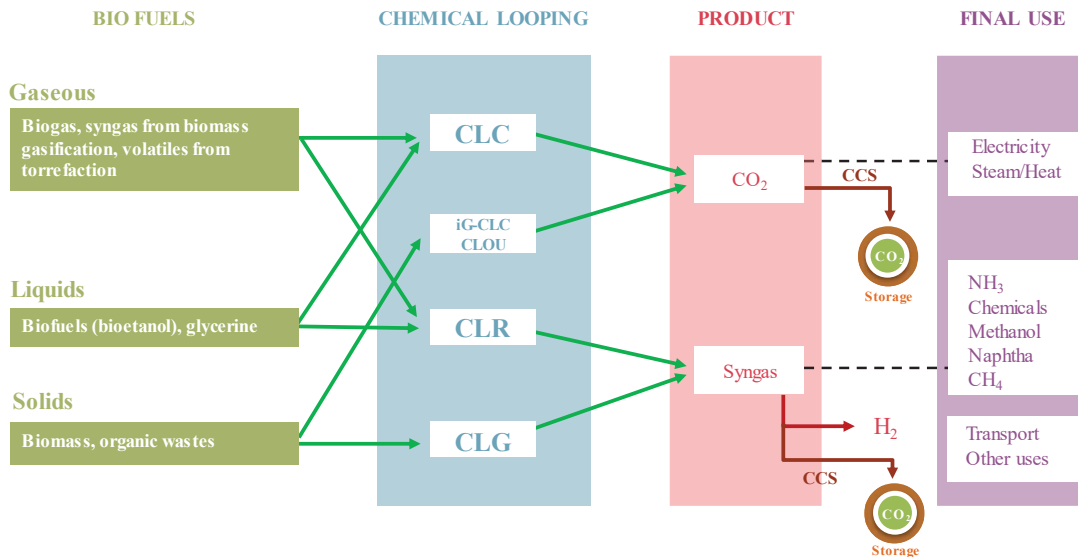 BIO FUELS
CHEMICAL LOOPING
PRODUCT
FINAL USE
Gaseous
Biogas, syngas from biomass
gasification, volatiles from
torrefaction
Liquids
Biofuels (bioetanol), glycerine
Solids
Biomass, organic wastes
CLC
iG-CLC
CLOU
CLR
CLG
CO₂
CCS
CO₂
Storage
Syngas
H₂
CCS
CO₂
Storage
Electricity
Steam/Heat
NH₃
Chemicals
Methanol
Naphtha
CH₄
Transport
Other uses